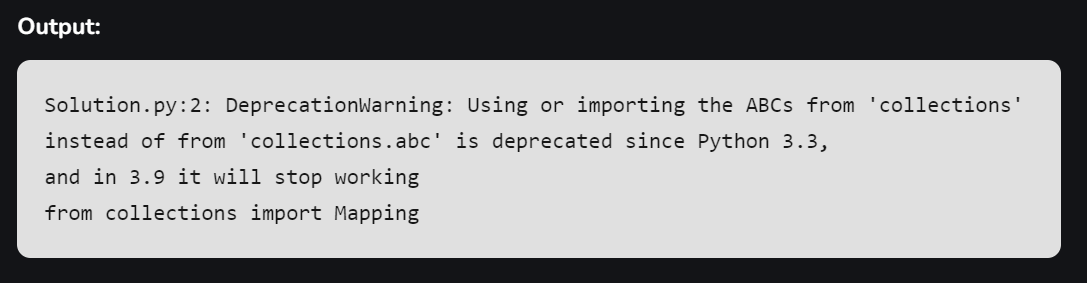 Output:
Solution.py:2: DeprecationWarning: Using or importing the ABCs from 'collections'
instead of from 'collections.abc' is deprecated since Python 3.3,
and in 3.9 it will stop working
from collections import Mapping